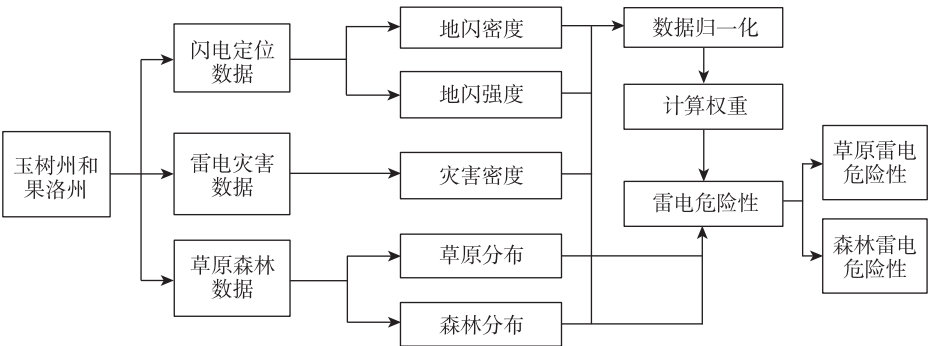 玉树州和
果洛州
闪电定位
数据
雷电灾害
数据
草原森林
数据
地闪密度
地闪强度
灾害密度
草原分布
森林分布
数据归一化
计算权重
雷电危险性
草原雷电
危险性
森林雷电
危险性